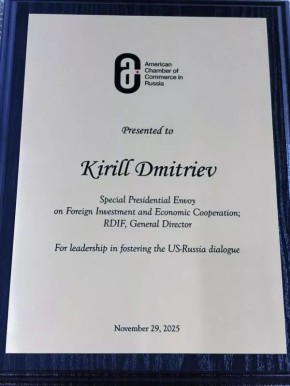 American
Chamber of
Commerce in
Russia
Presented to
Kirill Dmitriev
Special Presidential Envoy
on Foreign Investment and Economic Cooperation;
RDIF, General Director
For leadership in fostering the US-Russia dialogue
November 29, 2025